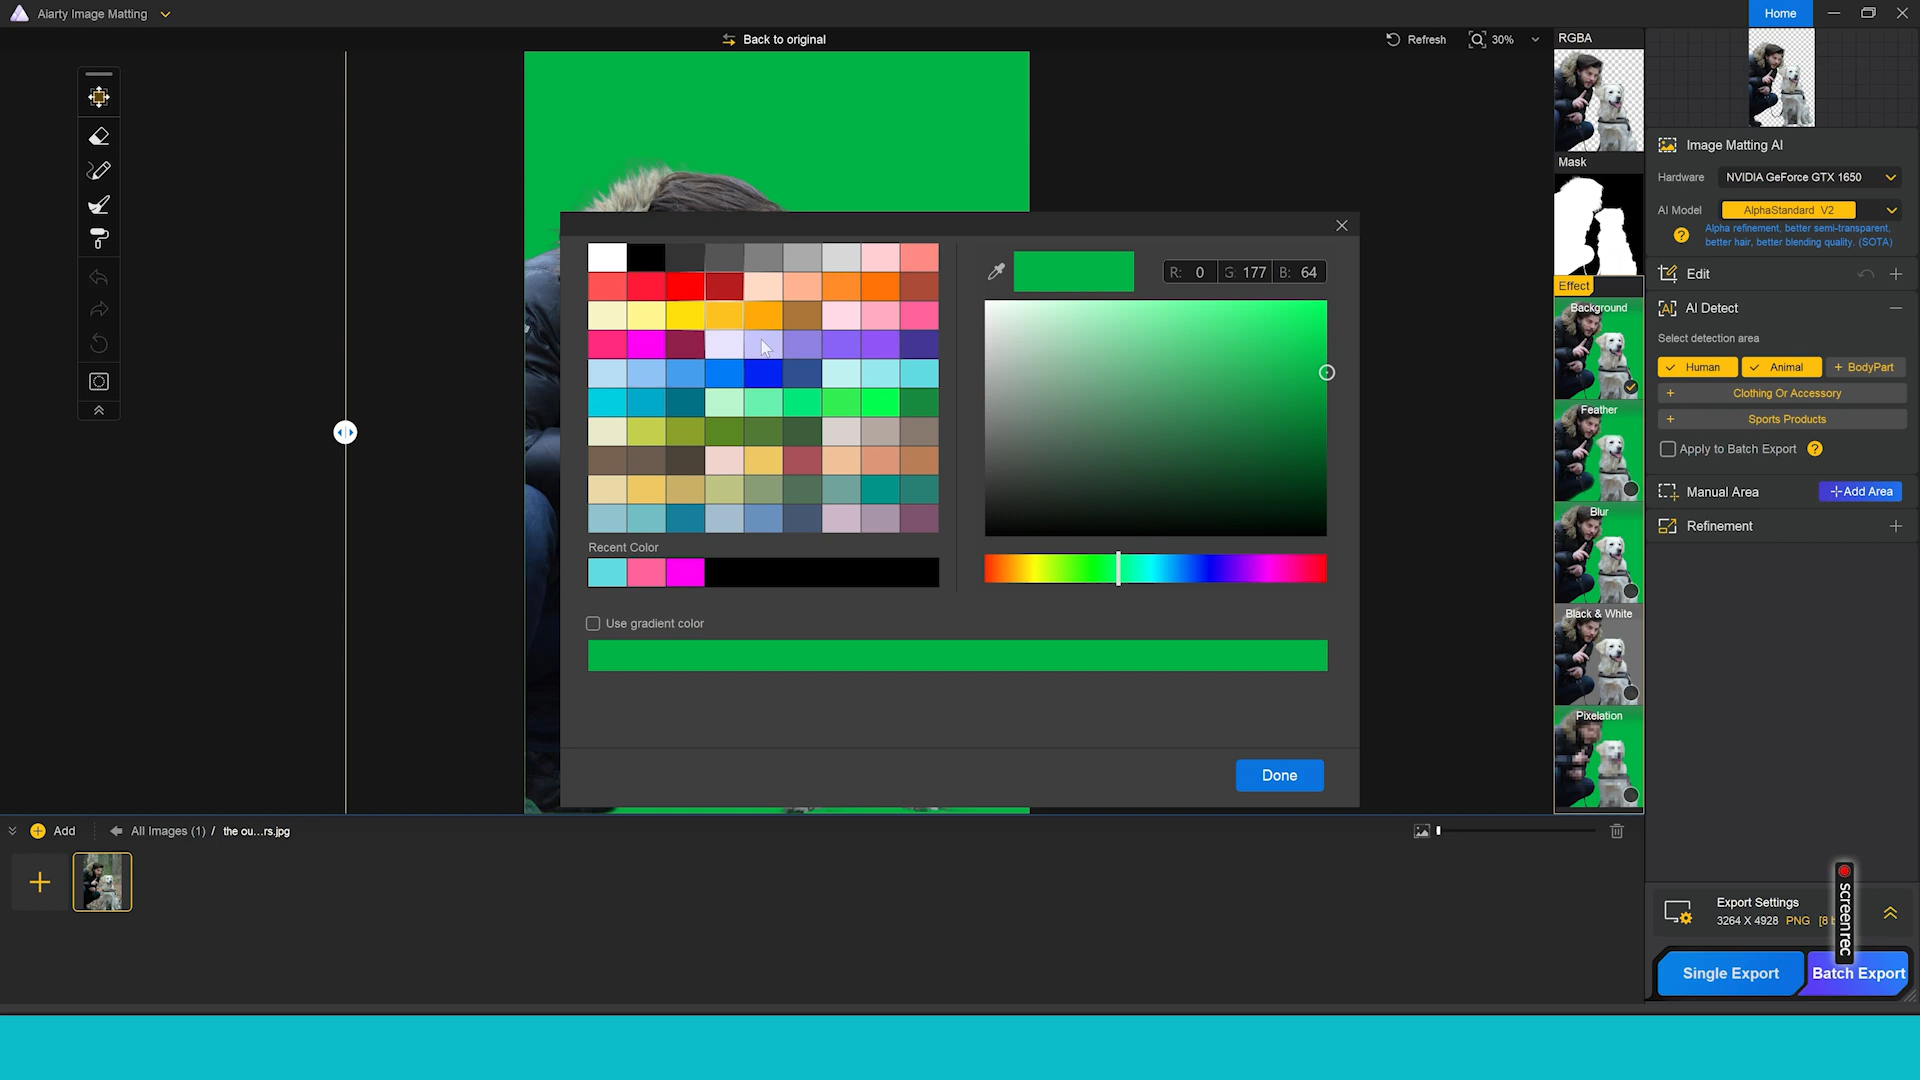 Aiarty Image Matting
Home
Back to original
Refresh
30%
RGBA
Mask
Effect
Background
Feather
Blur
Black & White
Pixelation
Image Matting AI
Hardware NVIDIA GeForce GTX 1650
AI Model AlphaStandard V2
Alpha refinement, better semi-transparent,
better hair, better blending quality. (SOTA)
Edit
AI Detect
Select detection area
Human
Animal
+ BodyPart
+ Clothing Or Accessory
+ Sports Products
Apply to Batch Export ?
Manual Area
+Add Area
Refinement
R: 0 G: 177 B: 64
Recent Color
Use gradient color
Done
Add
All Images (1) / the ou...rs.jpg
Export Settings
3264 X 4928 PNG [8
screenrec
Single Export
Batch Export